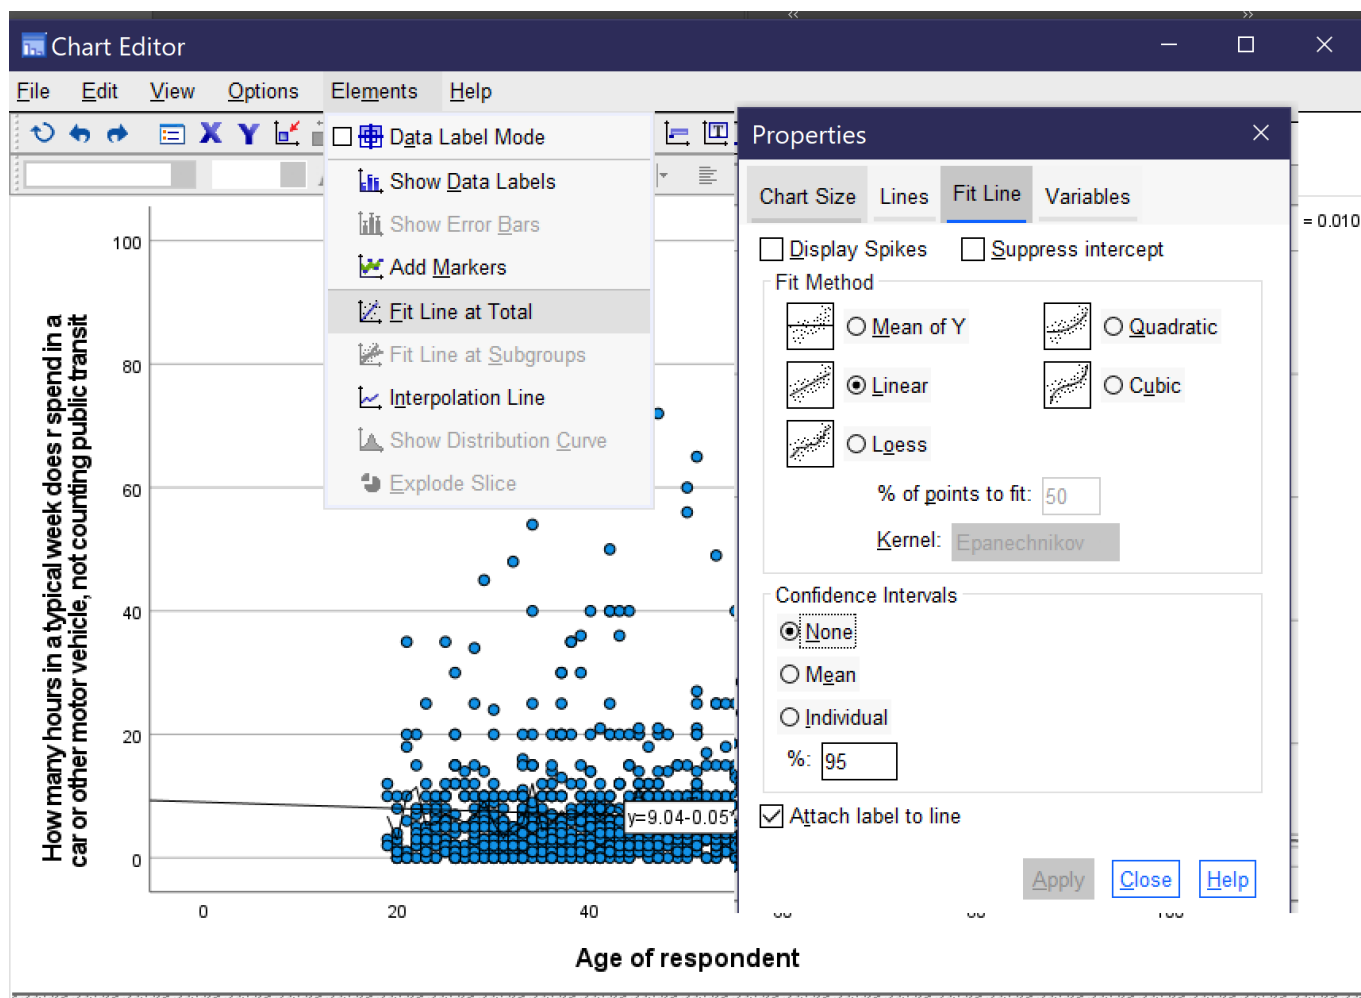 Chart Editor
File Edit View Options Elements Help
Data Label Mode
Show Data Labels
Show Error Bars
Add Markers
Fit Line at Total
Fit Line at Subgroups
Interpolation Line
Show Distribution Curve
Explode Slice
Properties
Chart Size Lines Fit Line Variables
Display Spikes Suppress intercept
Fit Method
Mean of Y Quadratic
Linear Cubic
Loess
% of points to fit: 50
Kernel: Epanechnikov
Confidence Intervals
None
Mean
Individual
%: 95
Attach label to line
Apply Close Help
= 0.010
How many hours in a typical week does r spend in a
car or other motor vehicle, not counting public transit
100
80
60
40
20
0
y=9.04-0.05*
0 20 40
Age of respondent